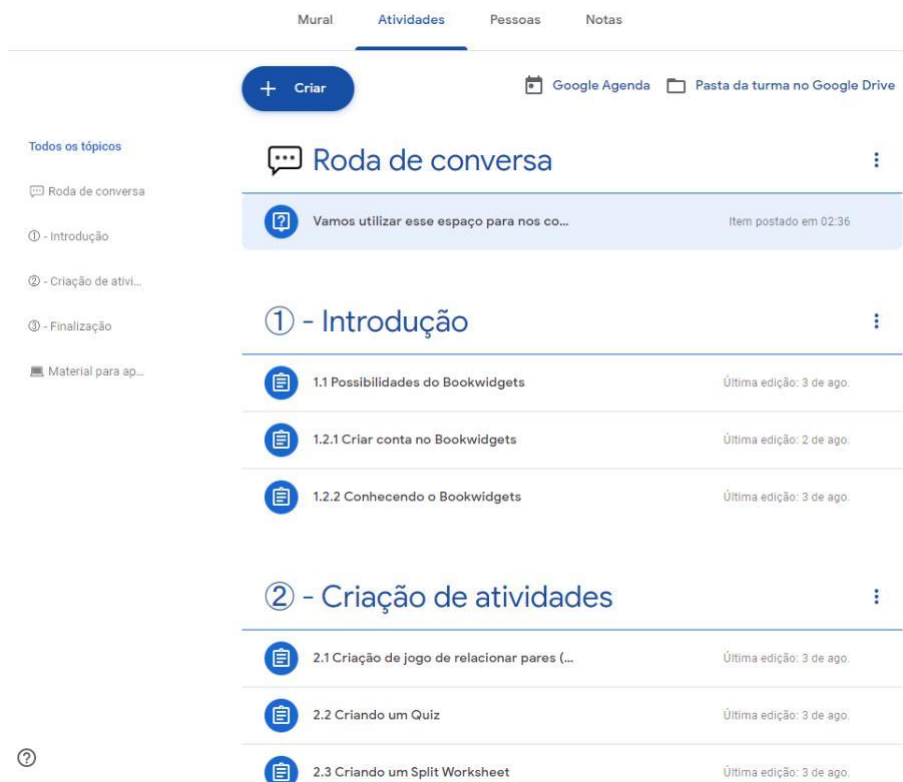 Mural Atividades Pessoas Notas
+ Criar
Google Agenda Pasta da turma no Google Drive
Todos os tópicos
Roda de conversa
① - Introdução
② - Criação de ativi...
③ - Finalização
Material para ap...
Roda de conversa
Vamos utilizar esse espaço para nos co... Item postado em 02:36
① - Introdução
1.1 Possibilidades do Bookwidgets Última edição: 3 de ago.
1.2.1 Criar conta no Bookwidgets Última edição: 2 de ago.
1.2.2 Conhecendo o Bookwidgets Última edição: 3 de ago.
② - Criação de atividades
2.1 Criação de jogo de relacionar pares (... Última edição: 3 de ago.
2.2 Criando um Quiz Última edição: 3 de ago.
2.3 Criando um Split Worksheet Última edição: 3 de ago.